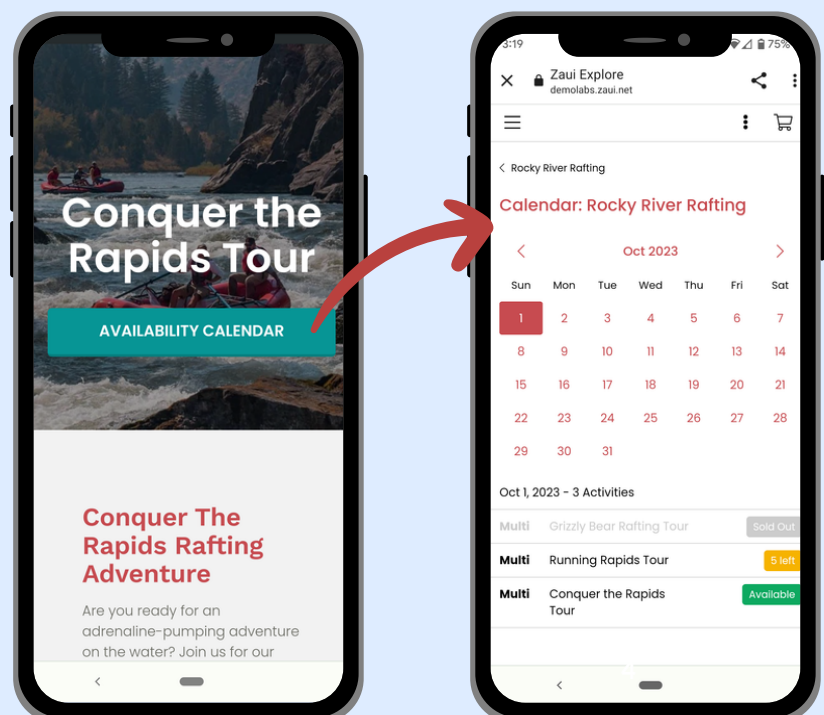 Conquer the
Rapids Tour
AVAILABILITY CALENDAR
Conquer The
Rapids Rafting
Adventure
Are you ready for an
adrenaline-pumping adventure
on the water? Join us for our
3:19
75%
Zaui Explore
demolabs.zaui.net
Rocky River Rafting
Calendar: Rocky River Rafting
Oct 2023
Sun Mon Tue Wed Thu Fri Sat
1 2 3 4 5 6 7
8 9 10 11 12 13 14
15 16 17 18 19 20 21
22 23 24 25 26 27 28
29 30 31
Oct 1, 2023 - 3 Activities
Multi Grizzly Bear Rafting Tour Sold Out
Multi Running Rapids Tour 5 left
Multi Conquer the Rapids Available
Tour